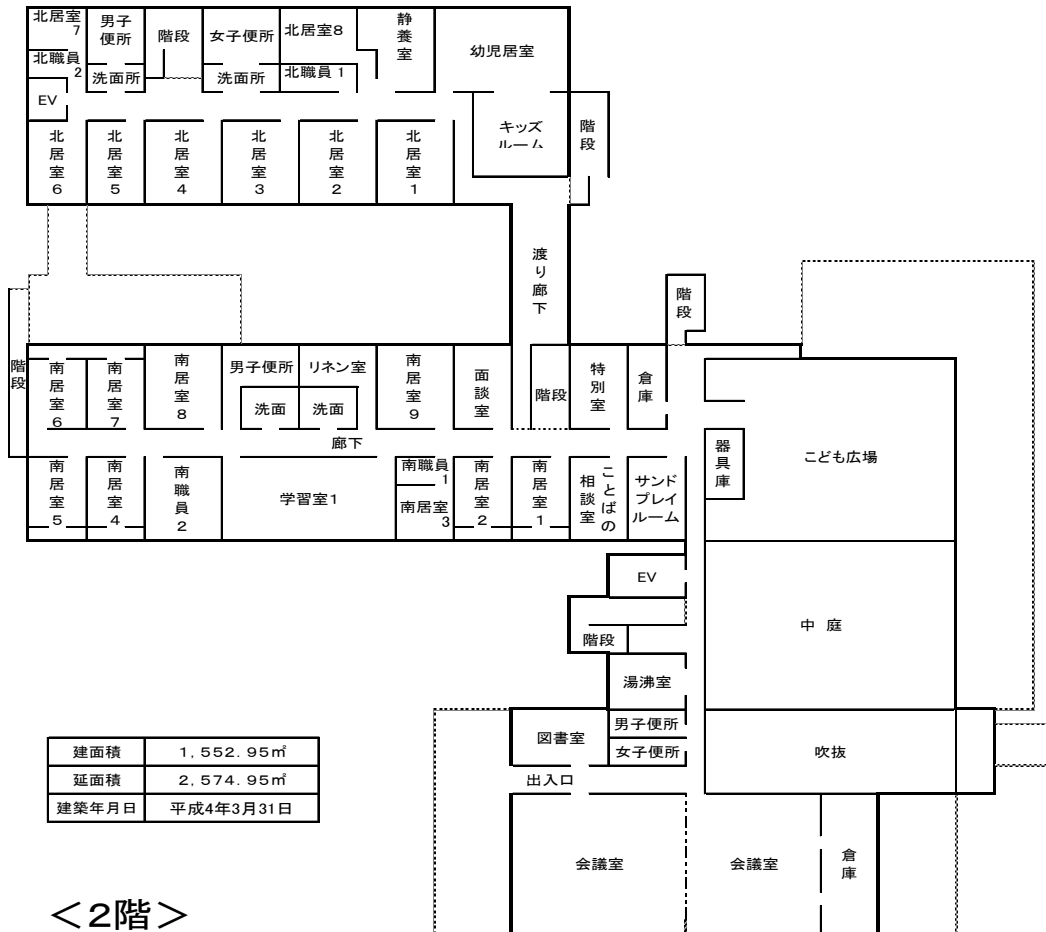 北居室7
男子便所
階段
女子便所
北居室8
静養室
幼児居室
北職員2
洗面所
洗面所
北職員1
EV
キッズルーム
階段
北居室6
北居室5
北居室4
北居室3
北居室2
北居室1
渡り廊下
階段
階段
南居室6
南居室7
南居室8
男子便所
リネン室
南居室9
面談室
階段
特別室
倉庫
洗面
洗面
廊下
器具庫
こども広場
南居室5
南居室4
南職員2
学習室1
南職員1
南居室3
南居室2
南居室1
ことばの相談室
サンドプレイルーム
EV
中庭
階段
湯沸室
図書室
男子便所
女子便所
吹抜
出入口
会議室
会議室
倉庫
建面積 1,552.95㎡
延面積 2,574.95㎡
建築年月日 平成4年3月31日
＜2階＞